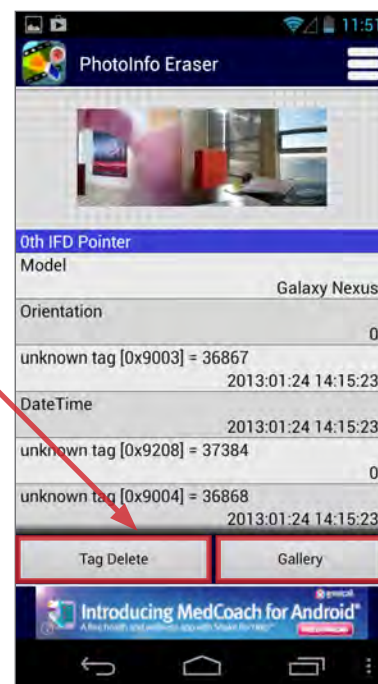 11:51
PhotoInfo Eraser
0th IFD Pointer
Model
Galaxy Nexus
Orientation
0
unknown tag [0x9003] = 36867
2013:01:24 14:15:23
DateTime
2013:01:24 14:15:23
unknown tag [0x9208] = 37384
0
unknown tag [0x9004] = 36868
2013:01:24 14:15:23
Tag Delete
Gallery
Introducing MedCoach for Android